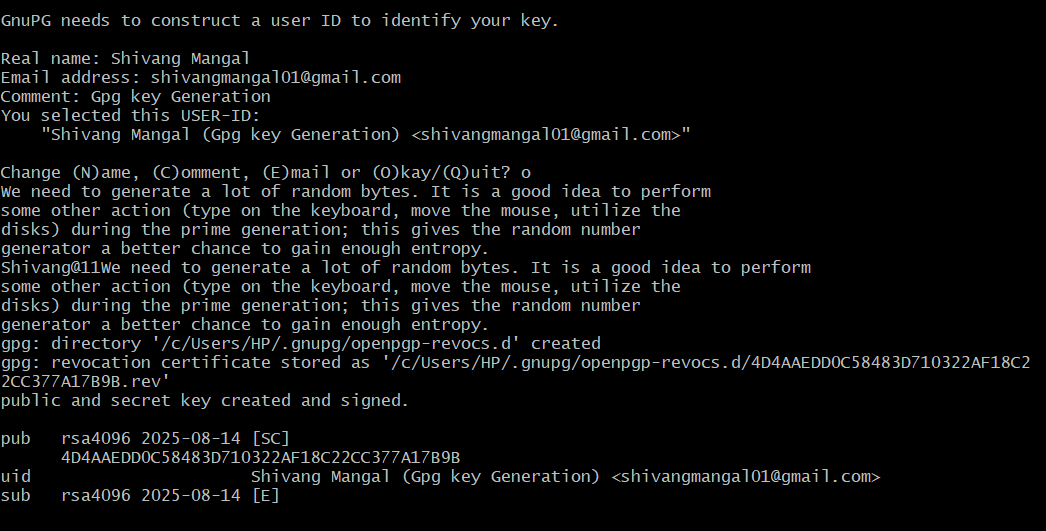 GnuPG needs to construct a user ID to identify your key.
Real name: Shivang Mangal
Email address: shivangmangal01@gmail.com
Comment: Gpg key Generation
You selected this USER-ID:
"Shivang Mangal (Gpg key Generation) <shivangmangal01@gmail.com>"
Change (N)ame, (C)omment, (E)mail or (O)kay/(Q)uit? o
We need to generate a lot of random bytes. It is a good idea to perform
some other action (type on the keyboard, move the mouse, utilize the
disks) during the prime generation; this gives the random number
generator a better chance to gain enough entropy.
Shivang@11We need to generate a lot of random bytes. It is a good idea to perform
some other action (type on the keyboard, move the mouse, utilize the
disks) during the prime generation; this gives the random number
generator a better chance to gain enough entropy.
gpg: directory '/c/Users/HP/.gnupg/openpgp-revocs.d' created
gpg: revocation certificate stored as '/c/Users/HP/.gnupg/openpgp-revocs.d/4D4AAEDD0C58483D710322AF18C2
2CC377A17B9B.rev'
public and secret key created and signed.
pub   rsa4096 2025-08-14 [SC]
4D4AAEDD0C58483D710322AF18C22CC377A17B9B
uid                      Shivang Mangal (Gpg key Generation) <shivangmangal01@gmail.com>
sub   rsa4096 2025-08-14 [E]